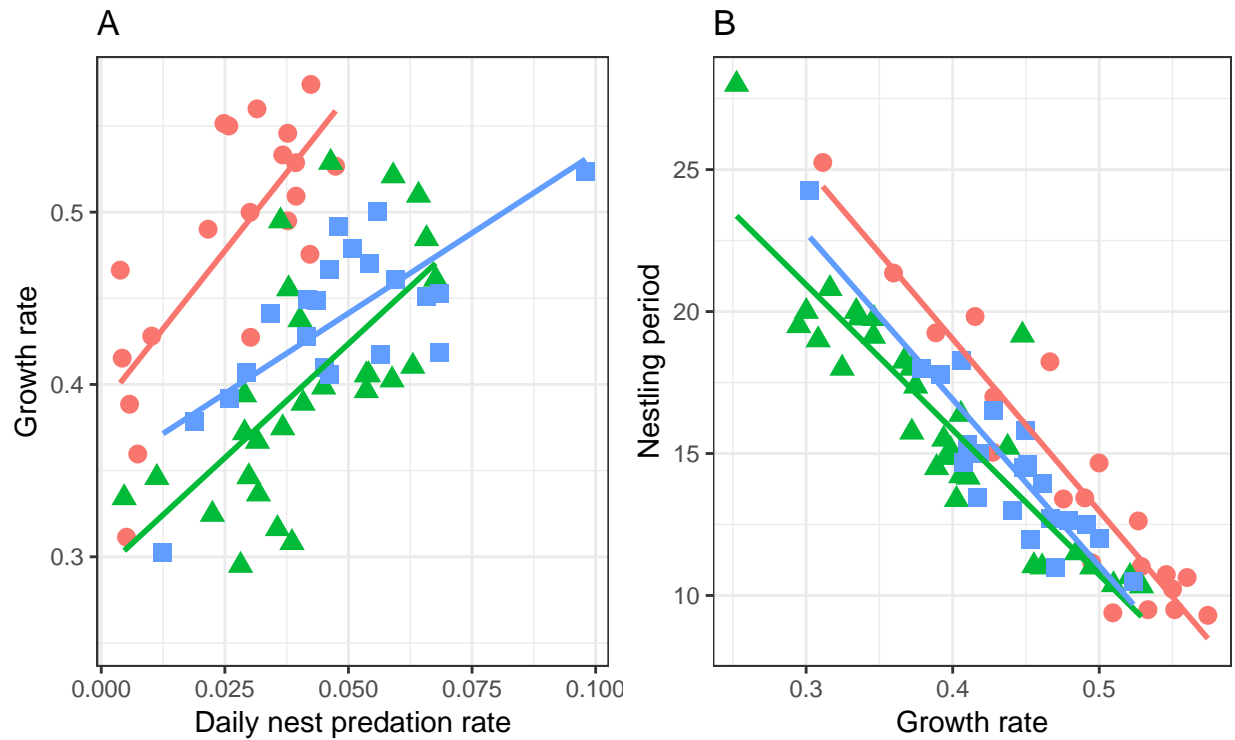 A
Growth rate
0.5
0.4
0.3
0.000 0.025 0.050 0.075 0.100
Daily nest predation rate
B
Nestling period
25
20
15
10
0.3 0.4 0.5
Growth rate